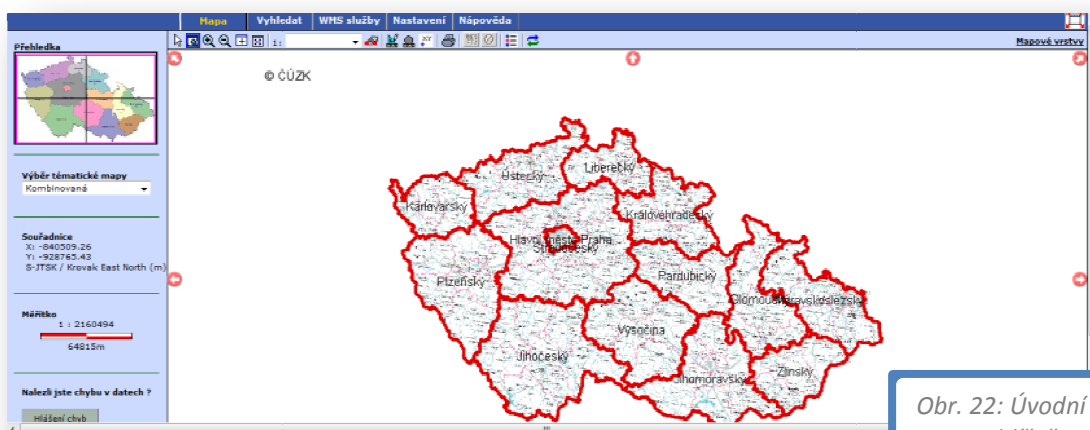 Mapa Vyhledat WMS služby Nastavení Nápověda
Přehledka
1:
Mapové vrstvy
© ČÚZK
Výběr tématické mapy
Kombinovaná
Souřadnice
X: -840509.26
Y: -928765.43
S-JTSK / Krovak East North (m)
Měřítko
1 : 2160494
64815m
Nalezli jste chybu v datech ?
Hlášení chyb
Ústecký
Liberecký
Karlovarský
Královéhradecký
Hlavní město Praha
Středočeský
Plzeňský
Pardubický
Olomoucký
Moravskoslezský
Vysočina
Jihočeský
Jihomoravský
Zlínský
Obr. 22: Úvodní